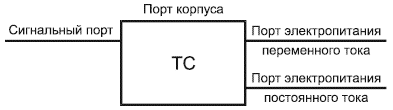 Порт корпуса
Сигнальный порт
ТС
Порт электропитания
переменного тока
Порт электропитания
постоянного тока